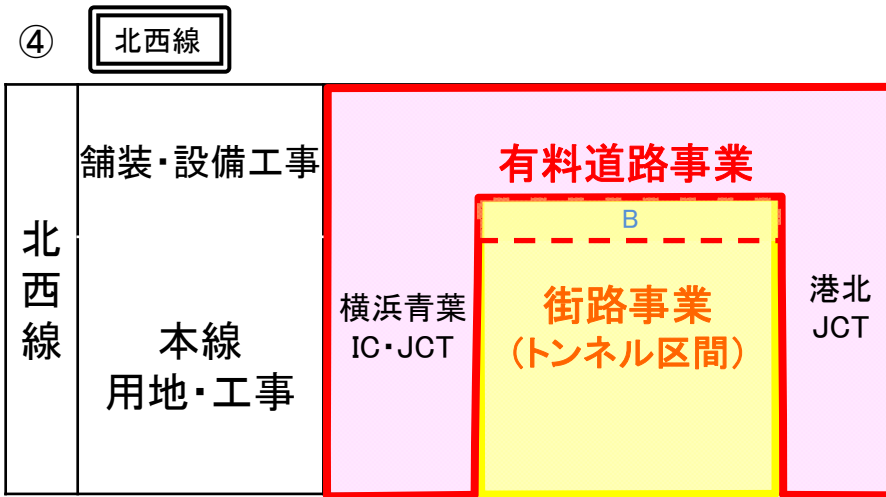 ④
北西線
北西線
舗装・設備工事
本線
用地・工事
有料道路事業
B
横浜青葉
IC・JCT
街路事業
(トンネル区間)
港北
JCT